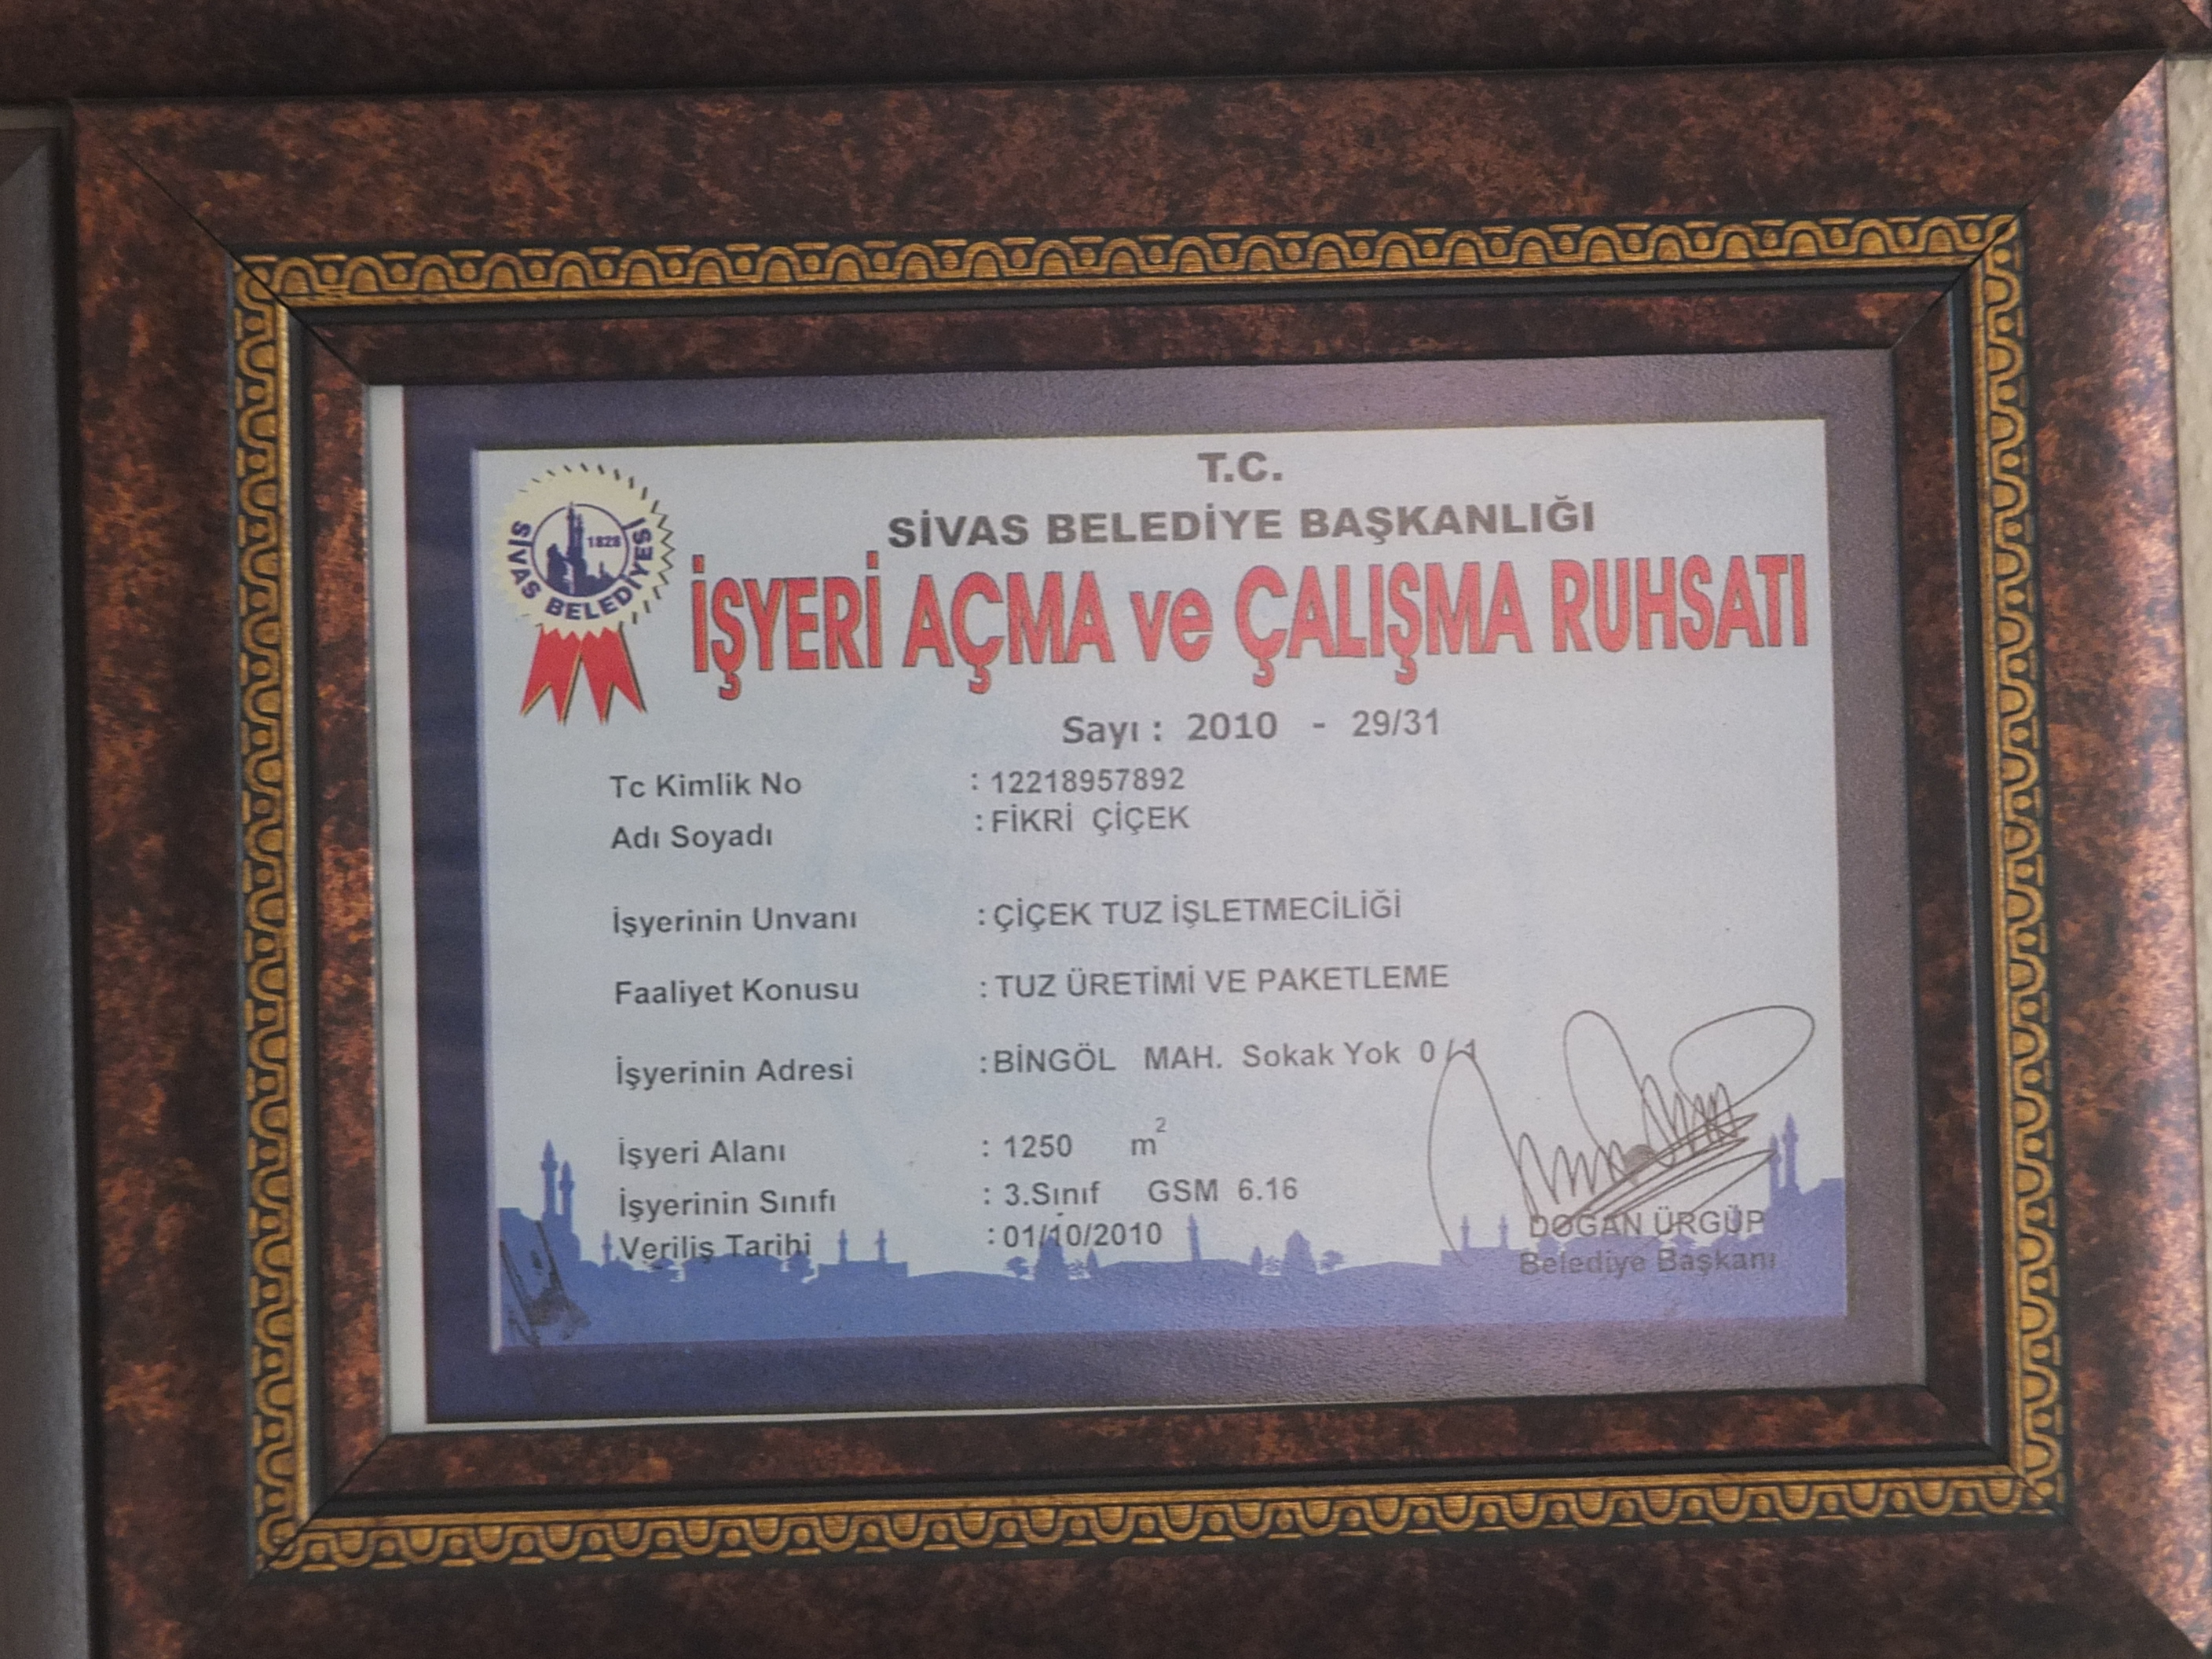 T.C.
SİVAS BELEDİYE BAŞKANLIĞI
İŞYERİ AÇMA ve ÇALIŞMA RUHSATI
SİVAS BELEDİYESİ
1828
Sayı : 2010 - 29/31
Tc Kimlik No : 12218957892
Adı Soyadı : FİKRİ ÇİÇEK
İşyerinin Unvanı : ÇİÇEK TUZ İŞLETMECİLİĞİ
Faaliyet Konusu : TUZ ÜRETİMİ VE PAKETLEME
İşyerinin Adresi : BİNGÖL MAH. Sokak Yok 0 / 1
İşyeri Alanı : 1250 m²
İşyerinin Sınıfı : 3.Sınıf GSM 6.16
Veriliş Tarihi : 01/10/2010
DOĞAN ÜRGÜP
Belediye Başkanı